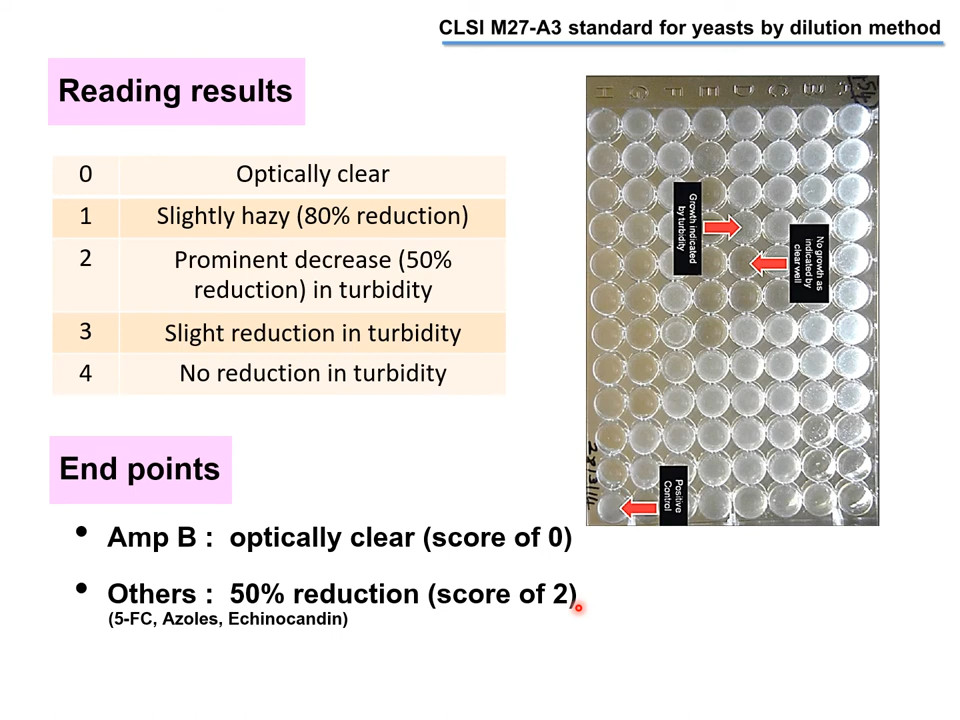 CLSI M27-A3 standard for yeasts by dilution method
Reading results
0 Optically clear
1 Slightly hazy (80% reduction)
2 Prominent decrease (50%
reduction) in turbidity
3 Slight reduction in turbidity
4 No reduction in turbidity
End points
• Amp B : optically clear (score of 0)
• Others : 50% reduction (score of 2)
(5-FC, Azoles, Echinocandin)
H G F E D C B
Growth indicated
by turbidity
No growth as
indicated by
clear well
Positive
Control